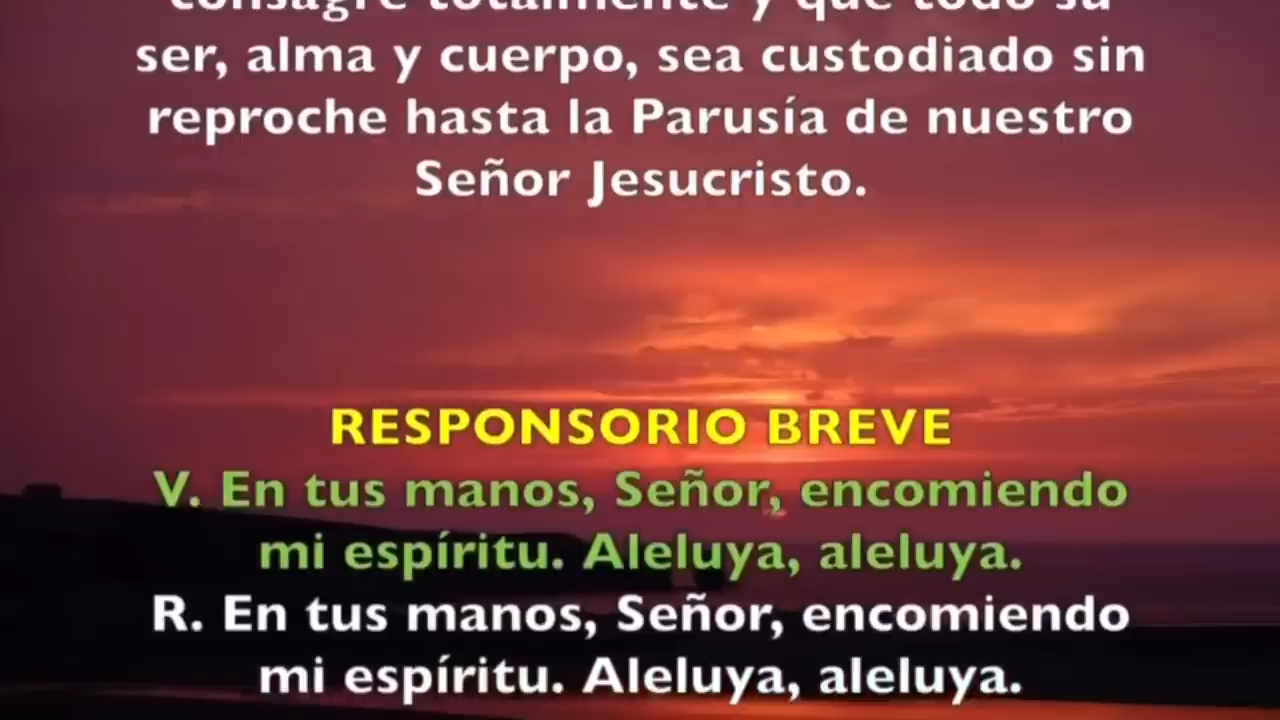 consagre totalmente y que todo su
ser, alma y cuerpo, sea custodiado sin
reproche hasta la Parusía de nuestro
Señor Jesucristo.
RESPONSORIO BREVE
V. En tus manos, Señor, encomiendo
mi espíritu. Aleluya, aleluya.
R. En tus manos, Señor, encomiendo
mi espíritu. Aleluya, aleluya.